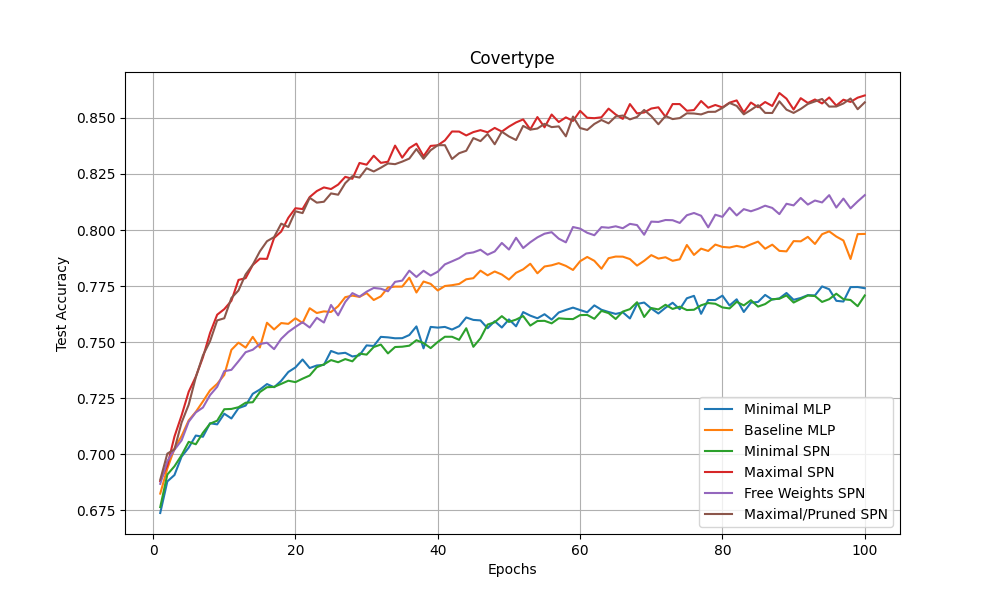 Covertype
Test Accuracy
0.850
0.825
0.800
0.775
0.750
0.725
0.700
0.675
0 20 40 60 80 100
Epochs
Minimal MLP
Baseline MLP
Minimal SPN
Maximal SPN
Free Weights SPN
Maximal/Pruned SPN